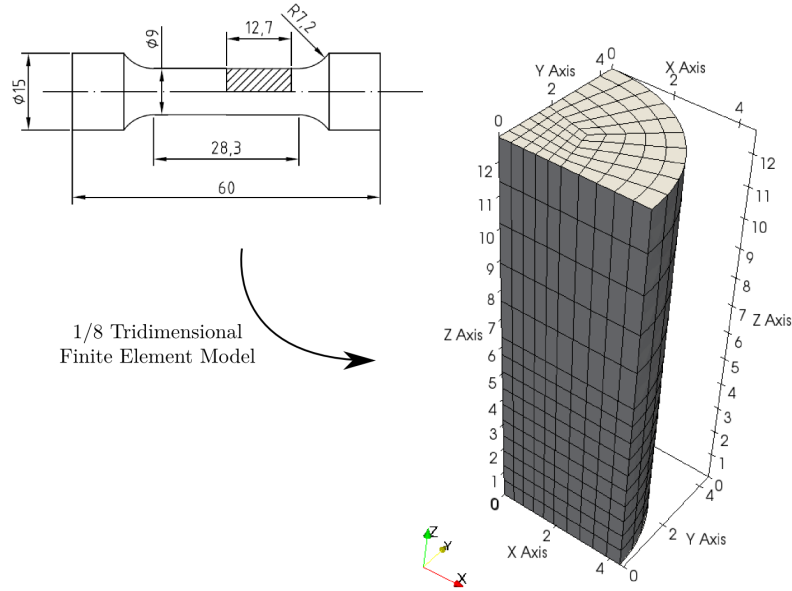 12,7
R7,2
ϕ9
ϕ15
28,3
60
1/8 Tridimensional
Finite Element Model
Y Axis
X Axis
0
2
4
0
2
4
12
11
10
9
8
7
6
5
4
3
2
1
0
Z Axis
12
11
10
9
8
7
6
5
4
3
2
1
0
Z Axis
2
4
X Axis
0
2
4
Y Axis
Z
Y
X